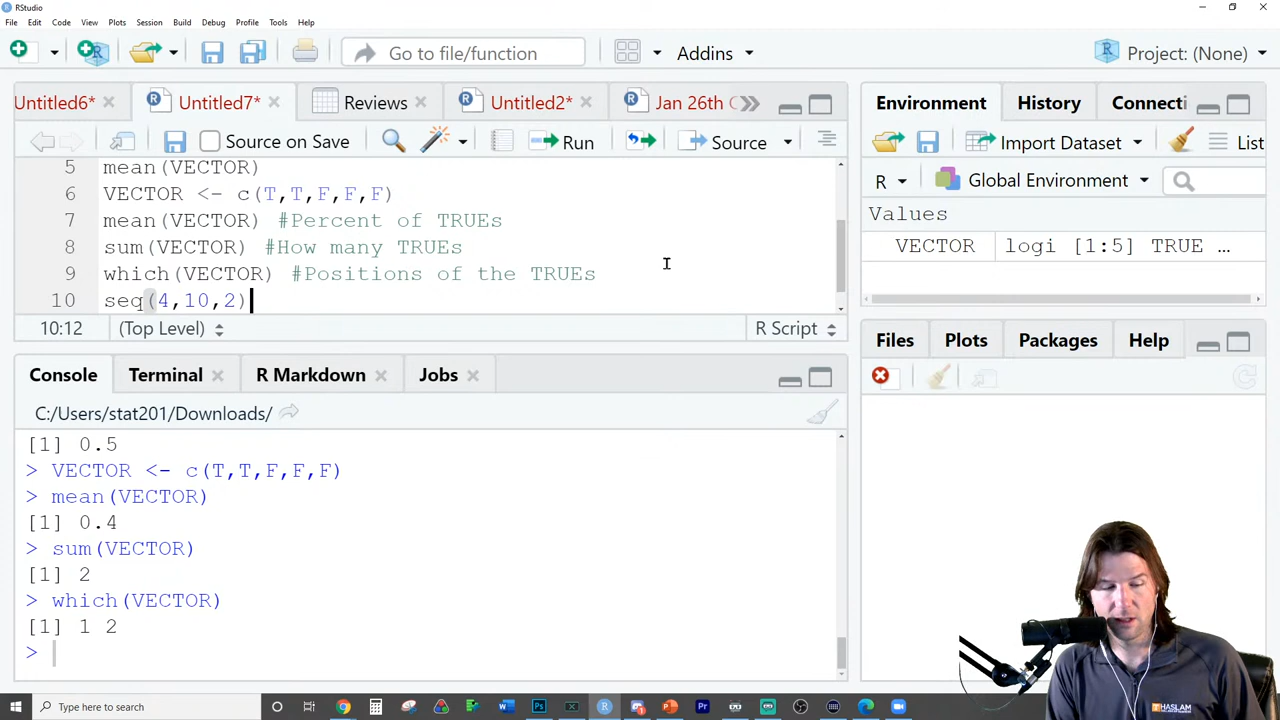 RStudio
File Edit Code View Plots Session Build Debug Profile Tools Help
Go to file/function
Addins
Project: (None)
Untitled6*
Untitled7*
Reviews
Untitled2*
Jan 26th
Source on Save
Run
Source
5 mean(VECTOR)
6 VECTOR <- c(T,T,F,F,F)
7 mean(VECTOR) #Percent of TRUEs
8 sum(VECTOR) #How many TRUEs
9 which(VECTOR) #Positions of the TRUEs
10 seq(4,10,2)
10:12 (Top Level) R Script
Console Terminal R Markdown Jobs
C:/Users/stat201/Downloads/
[1] 0.5
> VECTOR <- c(T,T,F,F,F)
> mean(VECTOR)
[1] 0.4
> sum(VECTOR)
[1] 2
> which(VECTOR)
[1] 1 2
>
Environment History Connecti
Import Dataset List
R Global Environment
Values
VECTOR logi [1:5] TRUE …
Files Plots Packages Help
HASLAM
Type here to search